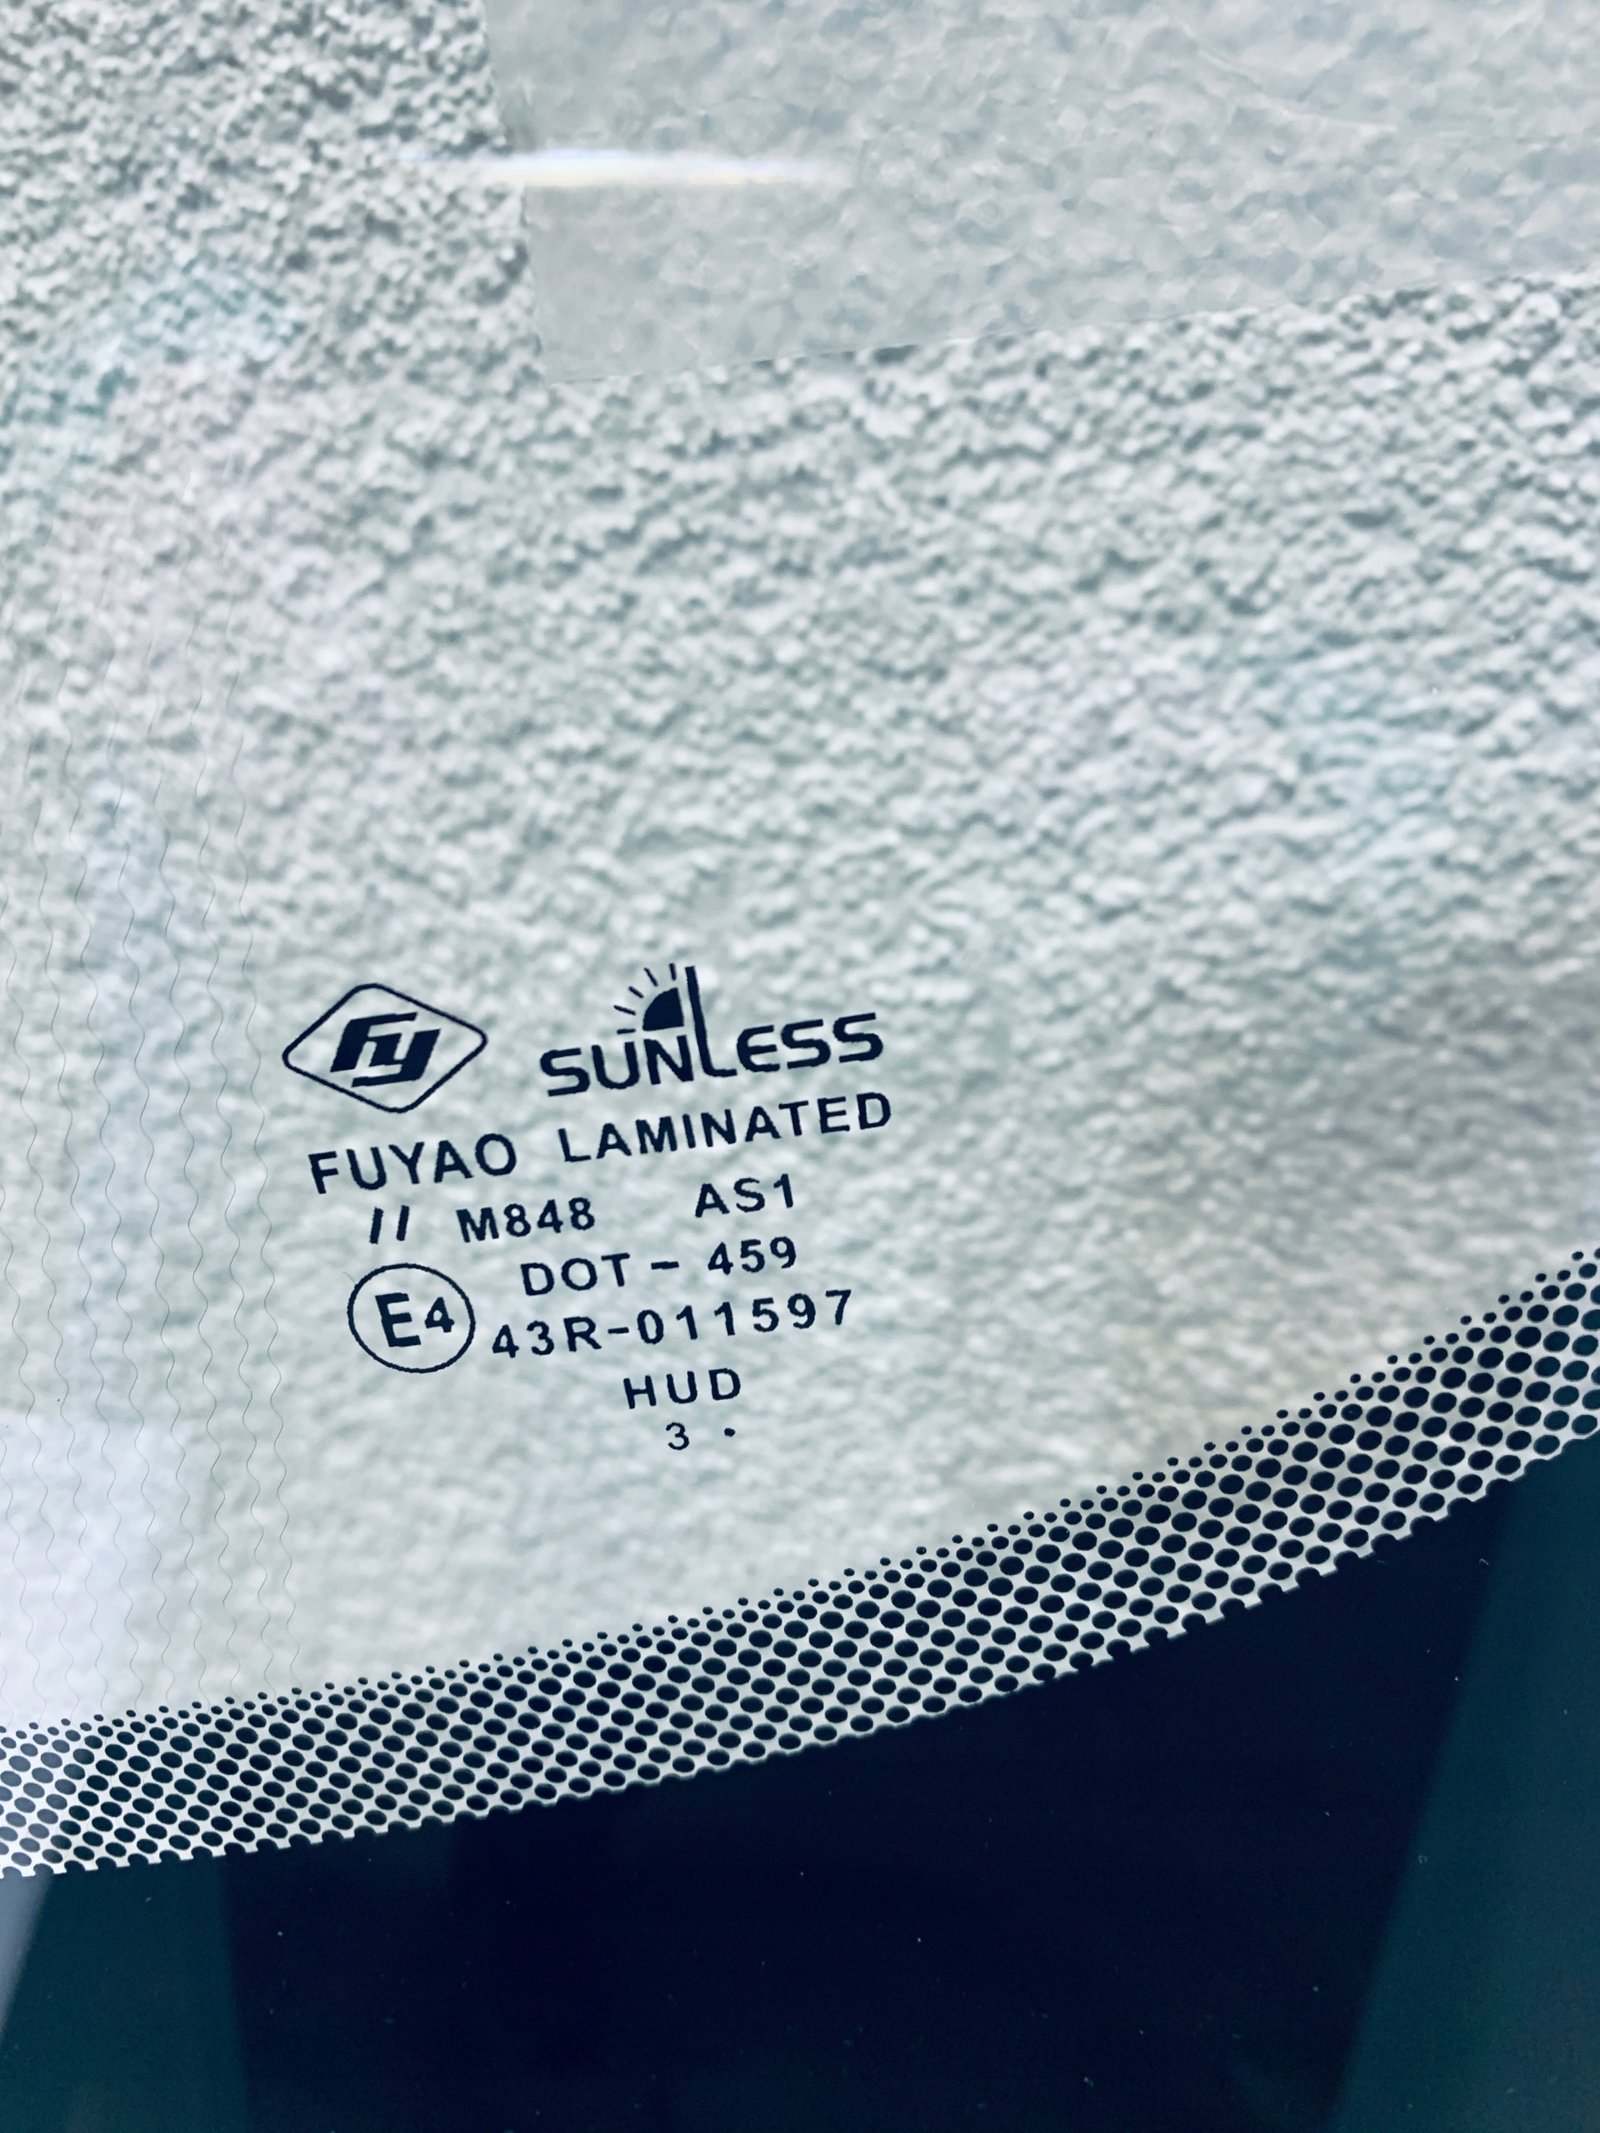 fy SUNLESS
FUYAO LAMINATED
// M848 AS1
DOT - 459
E4 43R-011597
HUD
3 .